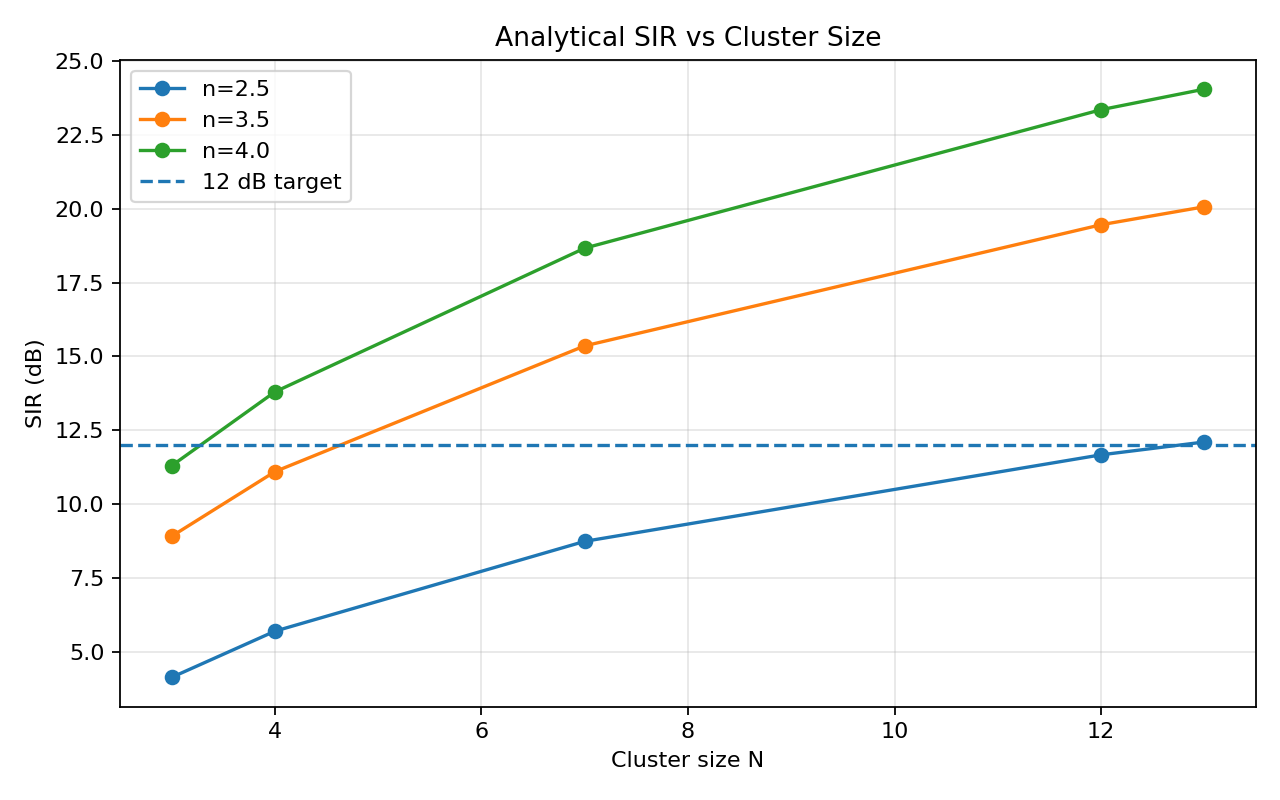 Analytical SIR vs Cluster Size
25.0
22.5
20.0
17.5
15.0
12.5
10.0
7.5
5.0
SIR (dB)
n=2.5
n=3.5
n=4.0
12 dB target
4
6
8
10
12
Cluster size N